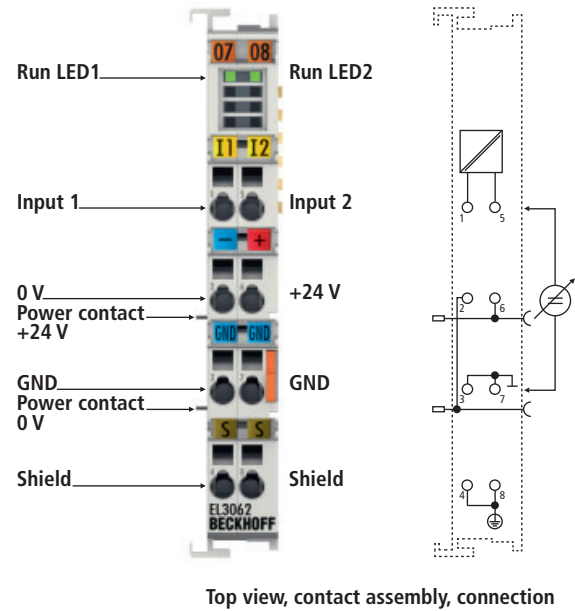 07 08
Run LED1
Run LED2
I1 I2
Input 1
Input 2
1 5
− +
0 V
+24 V
Power contact
+24 V
2 6
GND GND
GND
GND
Power contact
0 V
3 7
S S
Shield
Shield
4 8
EL3062
BECKHOFF
Top view, contact assembly, connection